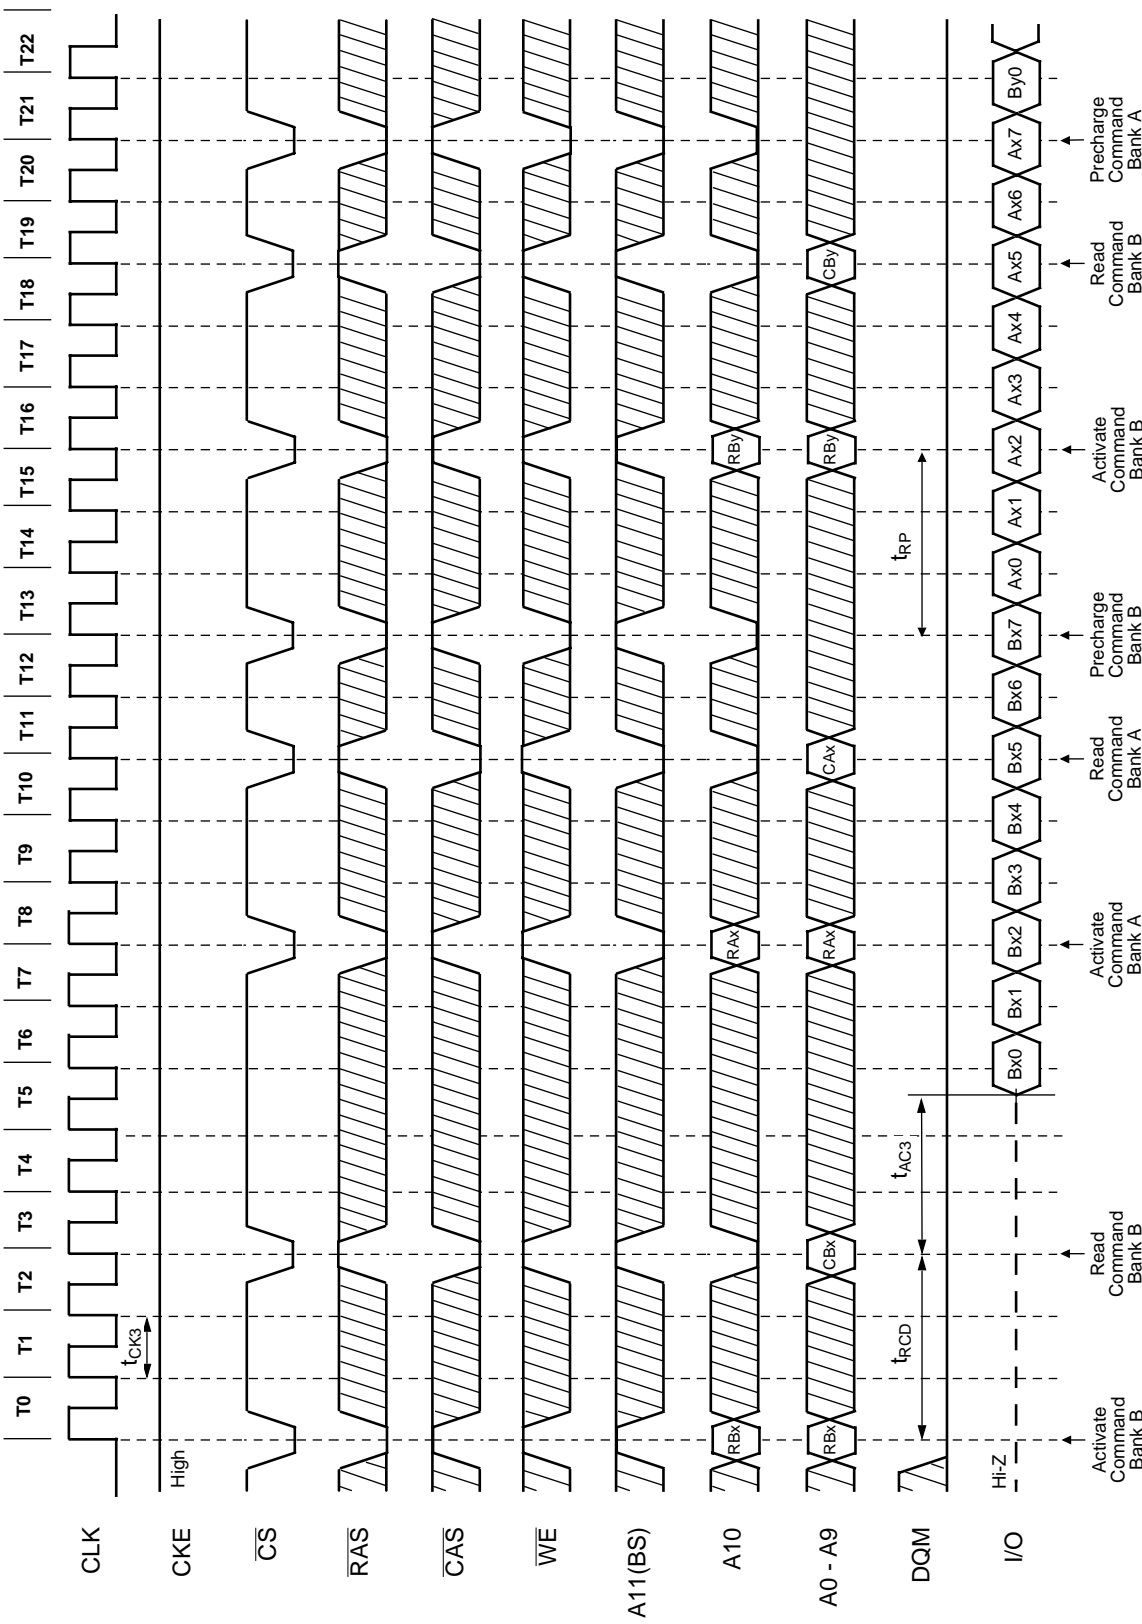 T0 T1 T2 T3 T4 T5 T6 T7 T8 T9 T10 T11 T12 T13 T14 T15 T16 T17 T18 T19 T20 T21 T22
CLK
tCK3
CKE
High
CS
RAS
CAS
WE
A11(BS)
A10
RBx RAx RBy
A0 - A9
RBx CBx RAx CAx RBy CBy
DQM
tRCD tAC3 tRP
I/O
Hi-Z
Bx0 Bx1 Bx2 Bx3 Bx4 Bx5 Bx6 Bx7 Ax0 Ax1 Ax2 Ax3 Ax4 Ax5 Ax6 Ax7 By0
Activate
Command
Bank B
Read
Command
Bank B
Activate
Command
Bank A
Read
Command
Bank A
Precharge
Command
Bank B
Activate
Command
Bank B
Read
Command
Bank B
Precharge
Command
Bank A